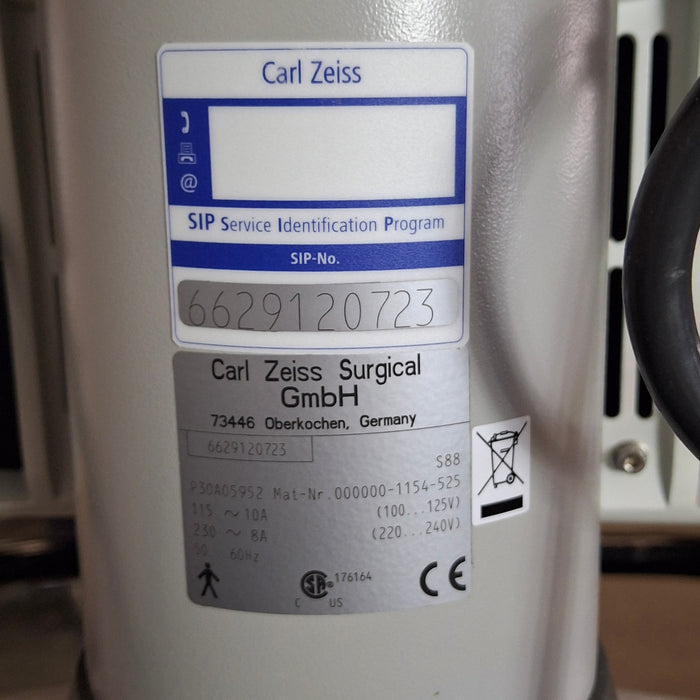 Carl Zeiss
@
SIP Service Identification Program
SIP-No.
6629120723
Carl Zeiss Surgical
GmbH
73446 Oberkochen, Germany
6629120723
S88
P30A05952 Mat-Nr.000000-1154-525
115 ~ 10A (100...125V)
230 ~ 8A (220...240V)
50 60Hz
SA 176164
C US
CE